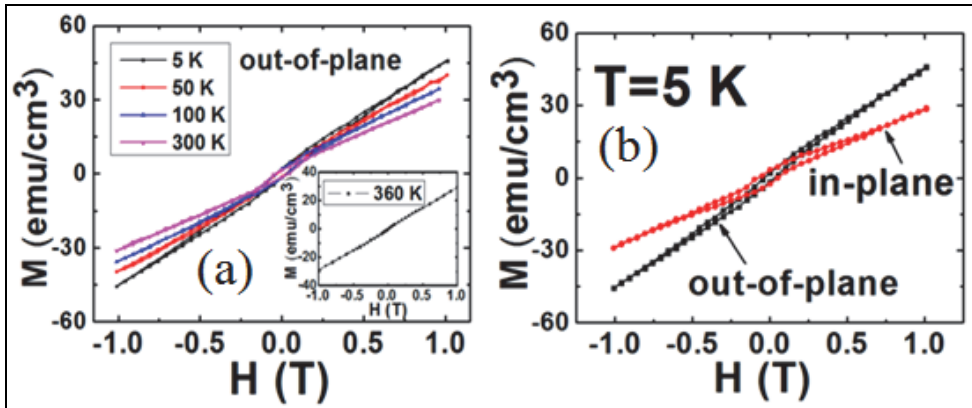 60
30
0
-30
-60
M (emu/cm³)
5 K
50 K
100 K
300 K
out-of-plane
(a)
40
20
0
-20
-40
M (emu/cm³)
360 K
-1.0 -0.5 0.0 0.5 1.0
H (T)
-1.0 -0.5 0.0 0.5 1.0
H (T)
60
30
0
-30
-60
M (emu/cm³)
T=5 K
(b)
in-plane
out-of-plane
-1.0 -0.5 0.0 0.5 1.0
H (T)